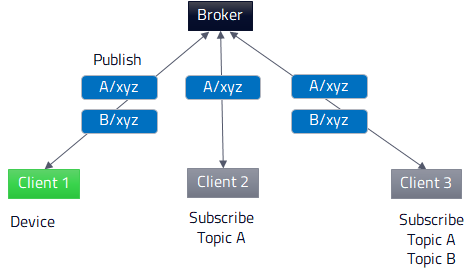 Broker
Publish
A/xyz
A/xyz
A/xyz
B/xyz
B/xyz
Client 1
Client 2
Client 3
Device
Subscribe
Topic A
Subscribe
Topic A
Topic B